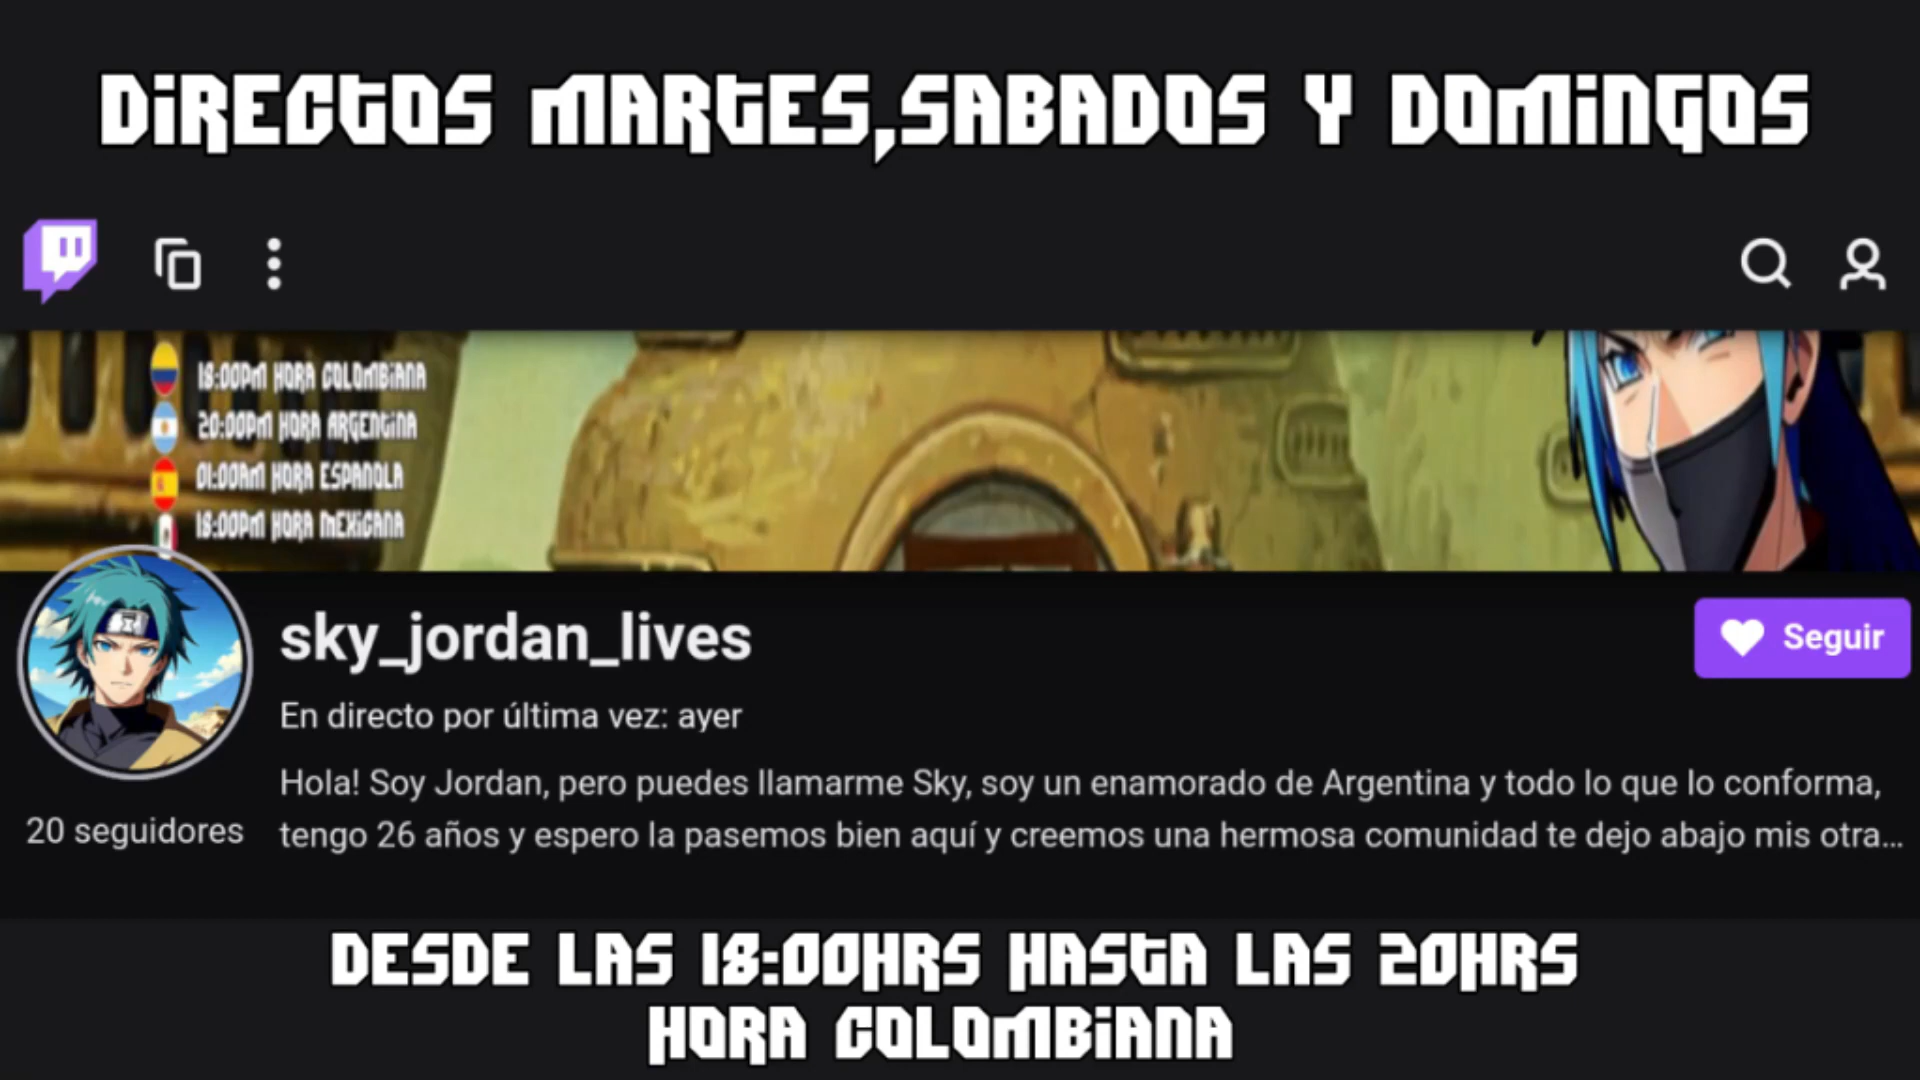 DiRECtOS MARtES,SABADOS Y DOMiNGOS
18:00PM HORA COLOMBiANA
20:00PM HORA ARGENtiNA
01:00AM HORA ESPANOLA
18:00PM HORA MEXiCANA
sky_jordan_lives
Seguir
En directo por última vez: ayer
Hola! Soy Jordan, pero puedes llamarme Sky, soy un enamorado de Argentina y todo lo que lo conforma,
tengo 26 años y espero la pasemos bien aquí y creemos una hermosa comunidad te dejo abajo mis otra...
20 seguidores
DESDE LAS 18:00HRS HAStA LAS 20HRS
HORA COLOMBiANA